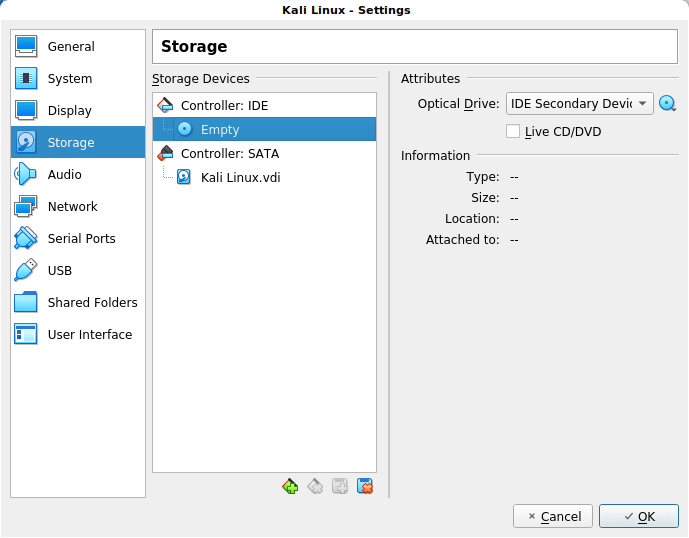 Kali Linux - Settings
General
System
Display
Storage
Audio
Network
Serial Ports
USB
Shared Folders
User Interface
Storage
Storage Devices
Controller: IDE
Empty
Controller: SATA
Kali Linux.vdi
Attributes
Optical Drive: IDE Secondary Devic
Live CD/DVD
Information
Type: --
Size: --
Location: --
Attached to: --
Cancel
OK